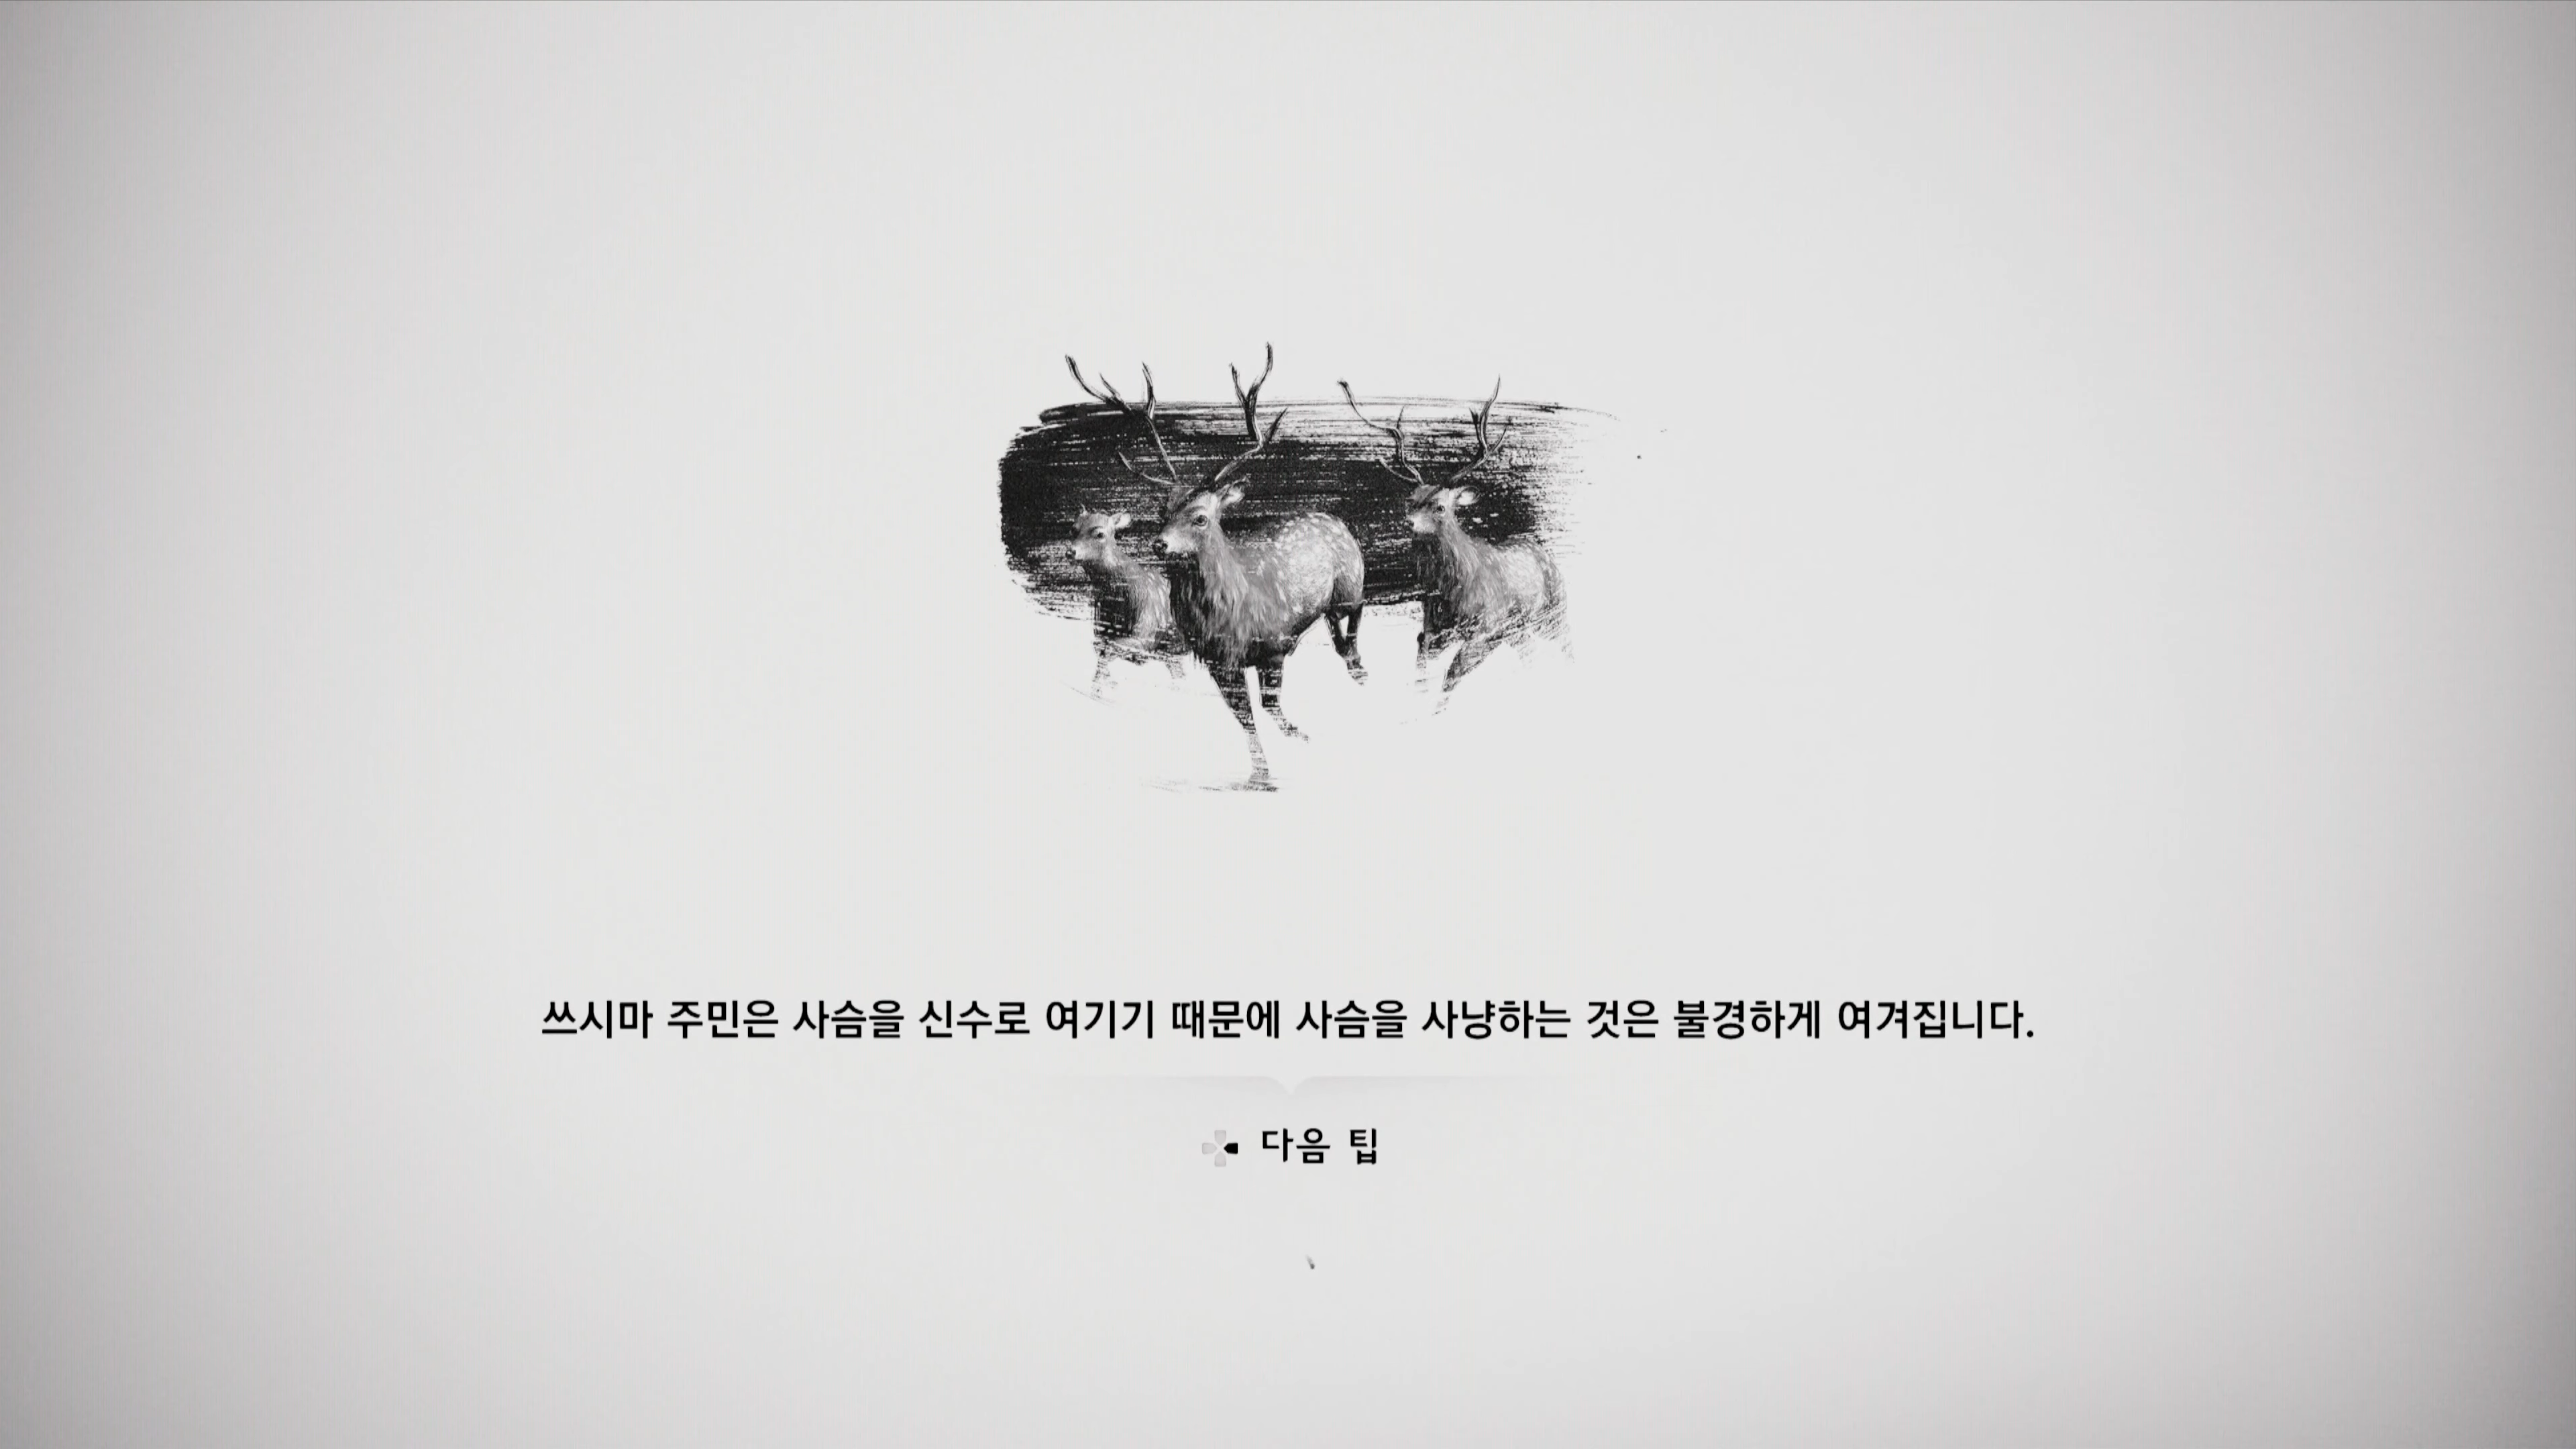 쓰시마 주민은 사슴을 신수로 여기기 때문에 사슴을 사냥하는 것은 불경하게 여겨집니다.
다음 팁